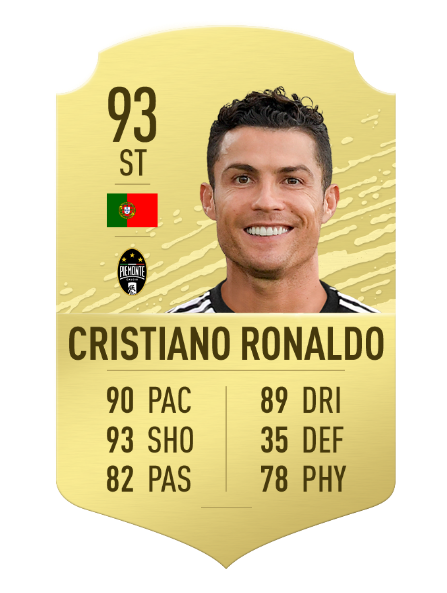 93
ST
PIEMONTE
CRISTIANO RONALDO
90 PAC 89 DRI
93 SHO 35 DEF
82 PAS 78 PHY